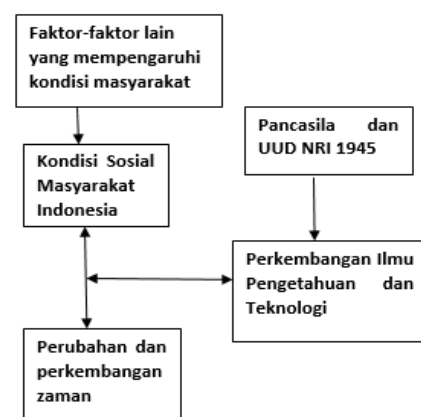 Faktor-faktor lain
yang mempengaruhi
kondisi masyarakat
Pancasila dan
UUD NRI 1945
Kondisi Sosial
Masyarakat
Indonesia
Perkembangan Ilmu
Pengetahuan dan
Teknologi
Perubahan dan
perkembangan
zaman